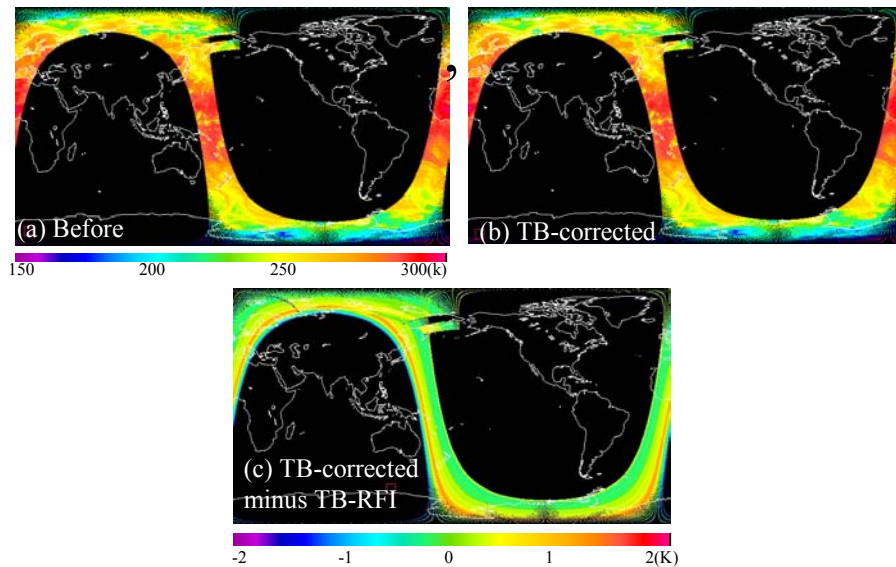 ,
(a) Before
(b) TB-corrected
150 200 250 300(k)
(c) TB-corrected
minus TB-RFI
-2 -1 0 1 2(K)